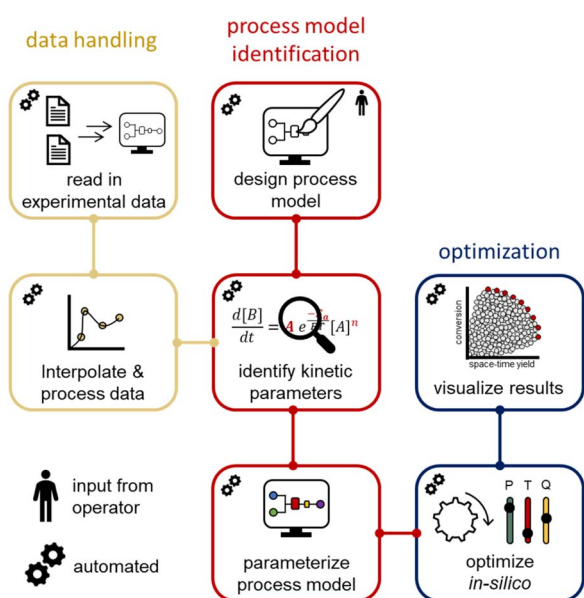 data handling
process model
identification
read in
experimental data
design process
model
optimization
Interpolate &
process data
d[B]
dt
= A e
[A]ⁿ
identify kinetic
parameters
conversion
space-time yield
visualize results
input from
operator
automated
parameterize
process model
P T Q
optimize
in-silico